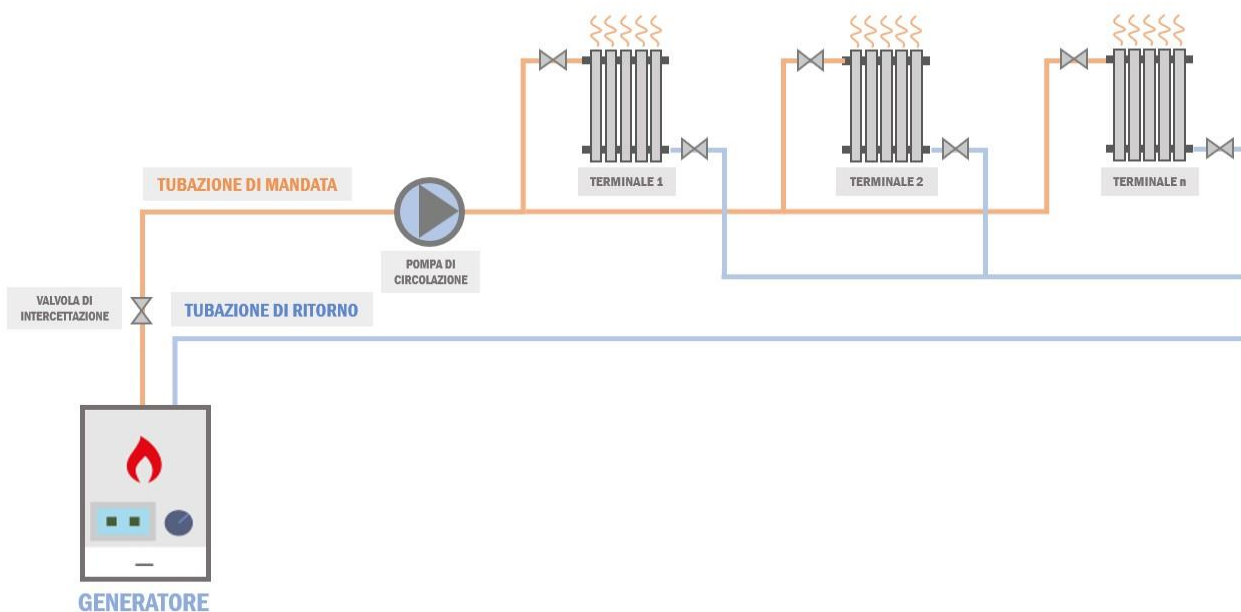 TERMINALE 1
TERMINALE 2
TERMINALE n
TUBAZIONE DI MANDATA
POMPA DI
CIRCOLAZIONE
VALVOLA DI
INTERCETTAZIONE
TUBAZIONE DI RITORNO
GENERATORE